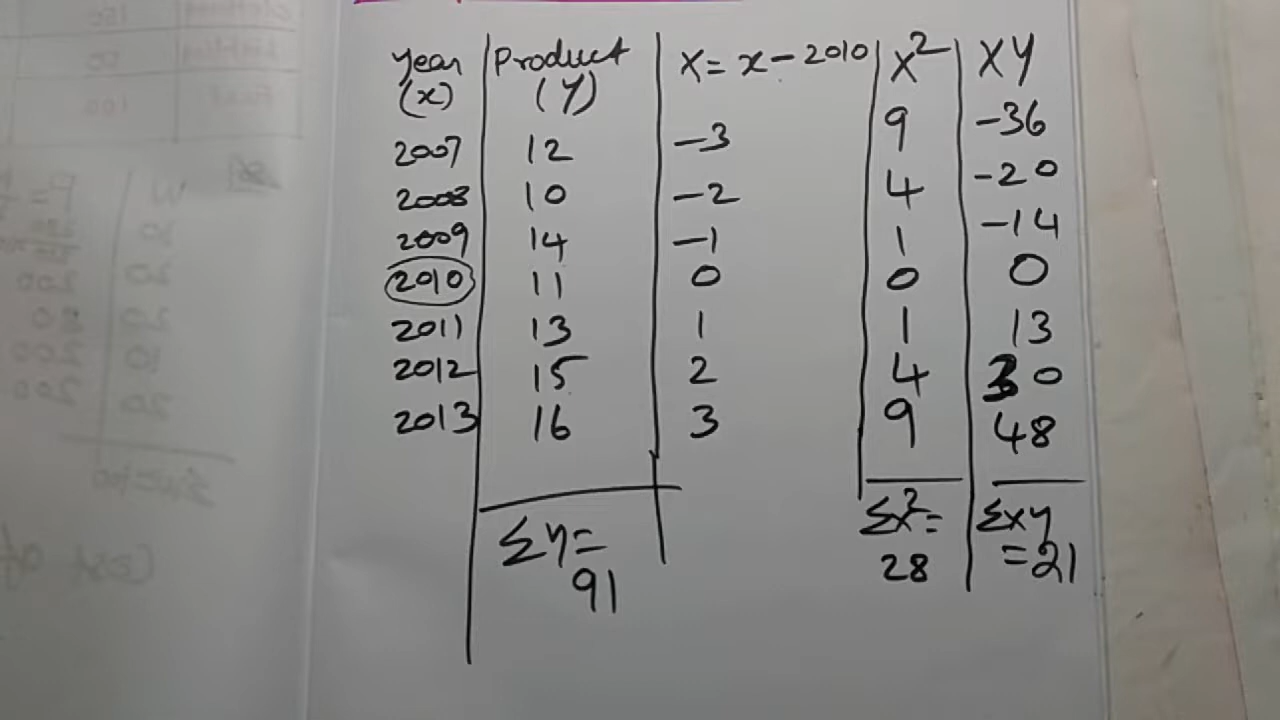 year (x) | Product (Y) | X = x - 2010 | X² | XY
2007 | 12 | -3 | 9 | -36
2008 | 10 | -2 | 4 | -20
2009 | 14 | -1 | 1 | -14
2010 | 11 | 0 | 0 | 0
2011 | 13 | 1 | 1 | 13
2012 | 15 | 2 | 4 | 30
2013 | 16 | 3 | 9 | 48
Σy = 91 | Σx² = 28 | Σxy = 21